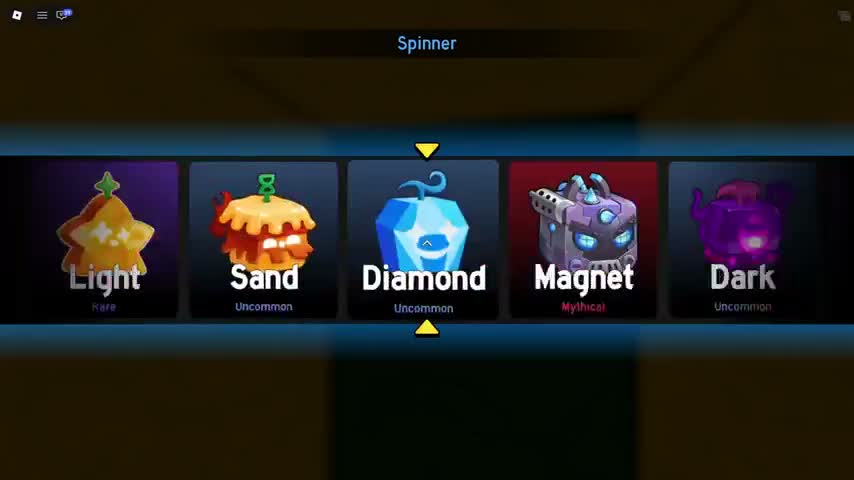 Spinner
Light
Rare
Sand
Uncommon
Diamond
Uncommon
Magnet
Mythical
Dark
Uncommon